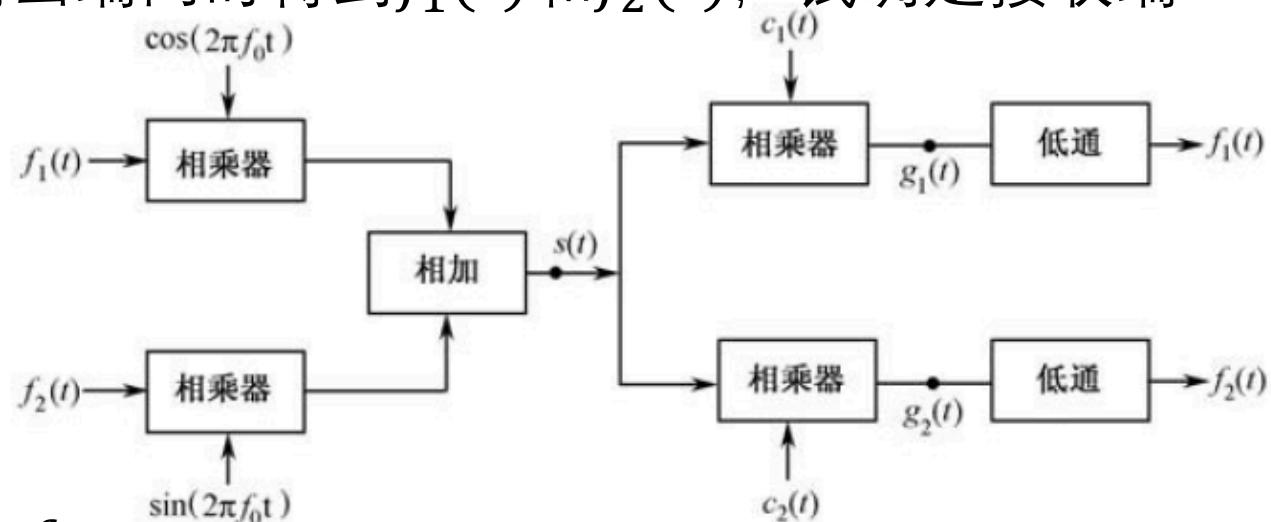 cos(2πf₀t)
c₁(t)
f₁(t)
相乘器
相乘器
g₁(t)
低通
f₁(t)
相加
s(t)
f₂(t)
相乘器
相乘器
g₂(t)
低通
f₂(t)
sin(2πf₀t)
c₂(t)